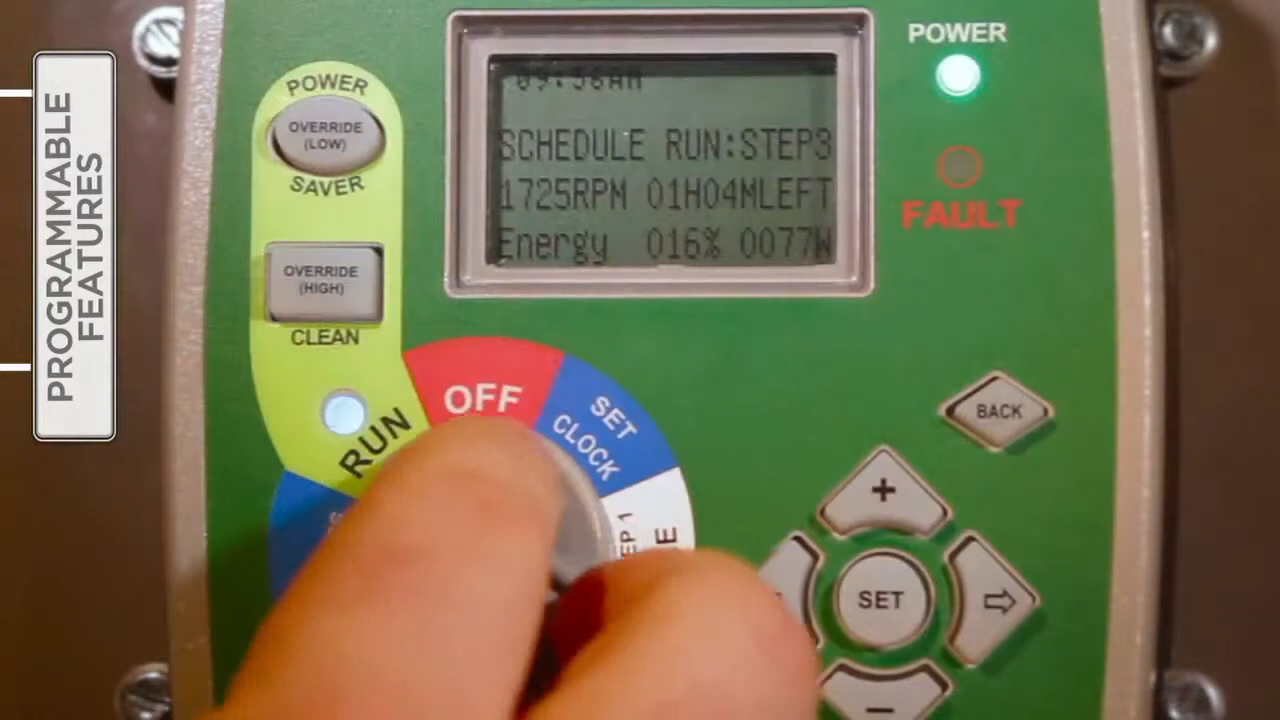 PROGRAMMABLE
FEATURES
POWER
OVERRIDE
(LOW)
SAVER
OVERRIDE
(HIGH)
CLEAN
RUN
OFF
SET
CLOCK
SCHEDULE RUN:STEP3
1725RPM 01H04MLEFT
Energy 016% 0077W
POWER
FAULT
BACK
+
SET
⇨
−